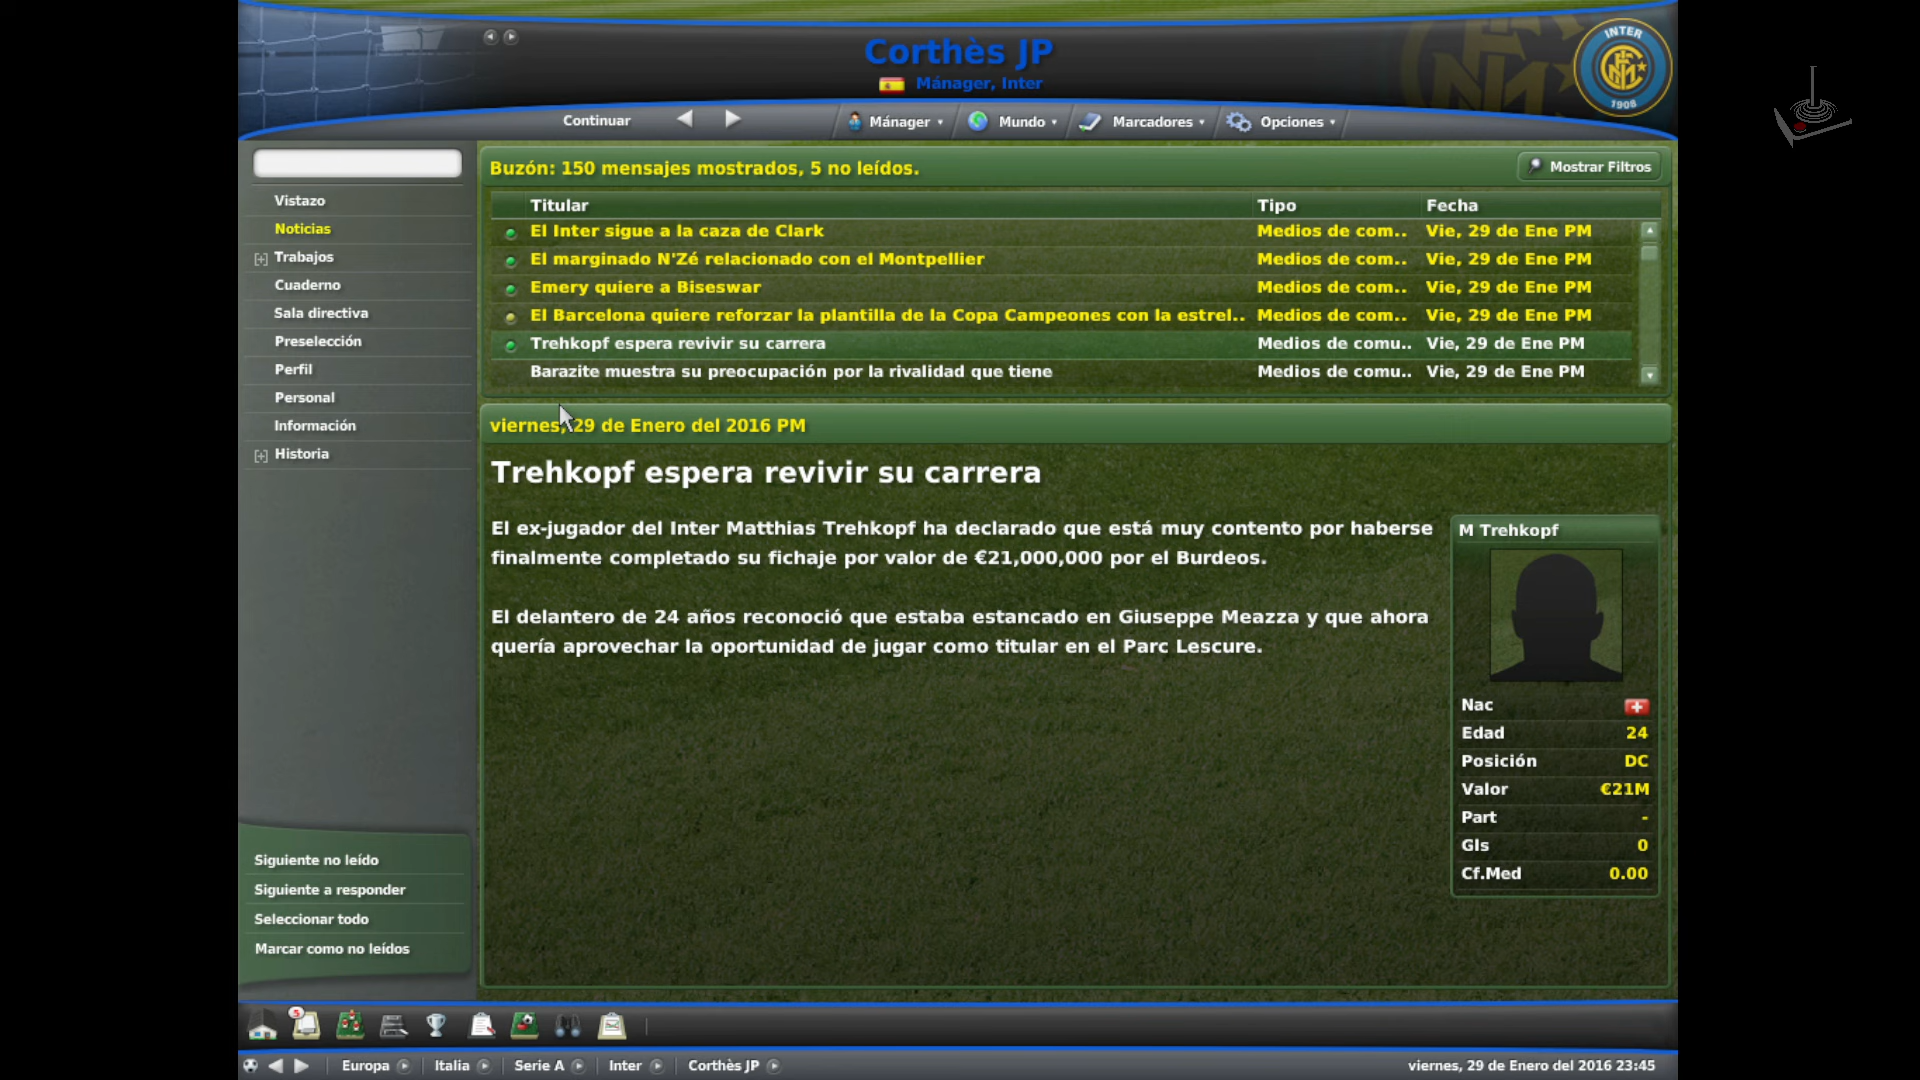 Corthès JP
Mánager, Inter
INTER
1908
Continuar
Mánager
Mundo
Marcadores
Opciones
Buzón: 150 mensajes mostrados, 5 no leídos.
Mostrar Filtros
Titular Tipo Fecha
El Inter sigue a la caza de Clark Medios de com.. Vie, 29 de Ene PM
El marginado N'Zé relacionado con el Montpellier Medios de com.. Vie, 29 de Ene PM
Emery quiere a Biseswar Medios de com.. Vie, 29 de Ene PM
El Barcelona quiere reforzar la plantilla de la Copa Campeones con la estrel.. Medios de com.. Vie, 29 de Ene PM
Trehkopf espera revivir su carrera Medios de comu.. Vie, 29 de Ene PM
Barazite muestra su preocupación por la rivalidad que tiene Medios de comu.. Vie, 29 de Ene PM
Vistazo
Noticias
[+] Trabajos
Cuaderno
Sala directiva
Preselección
Perfil
Personal
Información
[+] Historia
viernes, 29 de Enero del 2016 PM
Trehkopf espera revivir su carrera
El ex-jugador del Inter Matthias Trehkopf ha declarado que está muy contento por haberse
finalmente completado su fichaje por valor de €21,000,000 por el Burdeos.
El delantero de 24 años reconoció que estaba estancado en Giuseppe Meazza y que ahora
quería aprovechar la oportunidad de jugar como titular en el Parc Lescure.
M Trehkopf
Nac
Edad 24
Posición DC
Valor €21M
Part -
Gls 0
Cf.Med 0.00
Siguiente no leído
Siguiente a responder
Seleccionar todo
Marcar como no leídos
5
Europa
Italia
Serie A
Inter
Corthès JP
viernes, 29 de Enero del 2016 23:45